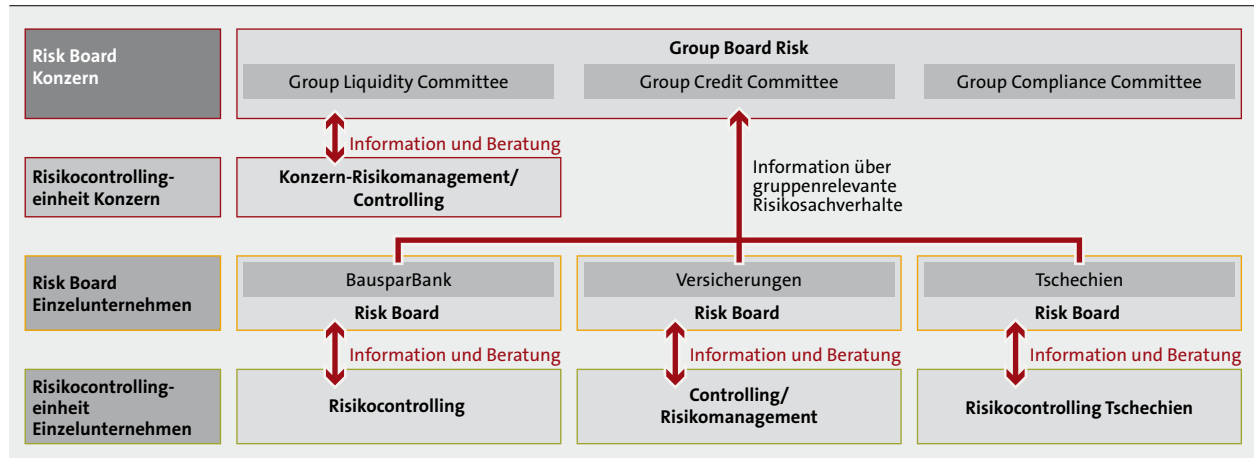 Risk Board
Konzern
Group Board Risk
Group Liquidity Committee
Group Credit Committee
Group Compliance Committee
Information und Beratung
Risikocontrolling-
einheit Konzern
Konzern-Risikomanagement/
Controlling
Information über
gruppenrelevante
Risikosachverhalte
Risk Board
Einzelunternehmen
BausparBank
Risk Board
Versicherungen
Risk Board
Tschechien
Risk Board
Information und Beratung
Information und Beratung
Information und Beratung
Risikocontrolling-
einheit
Einzelunternehmen
Risikocontrolling
Controlling/
Risikomanagement
Risikocontrolling Tschechien